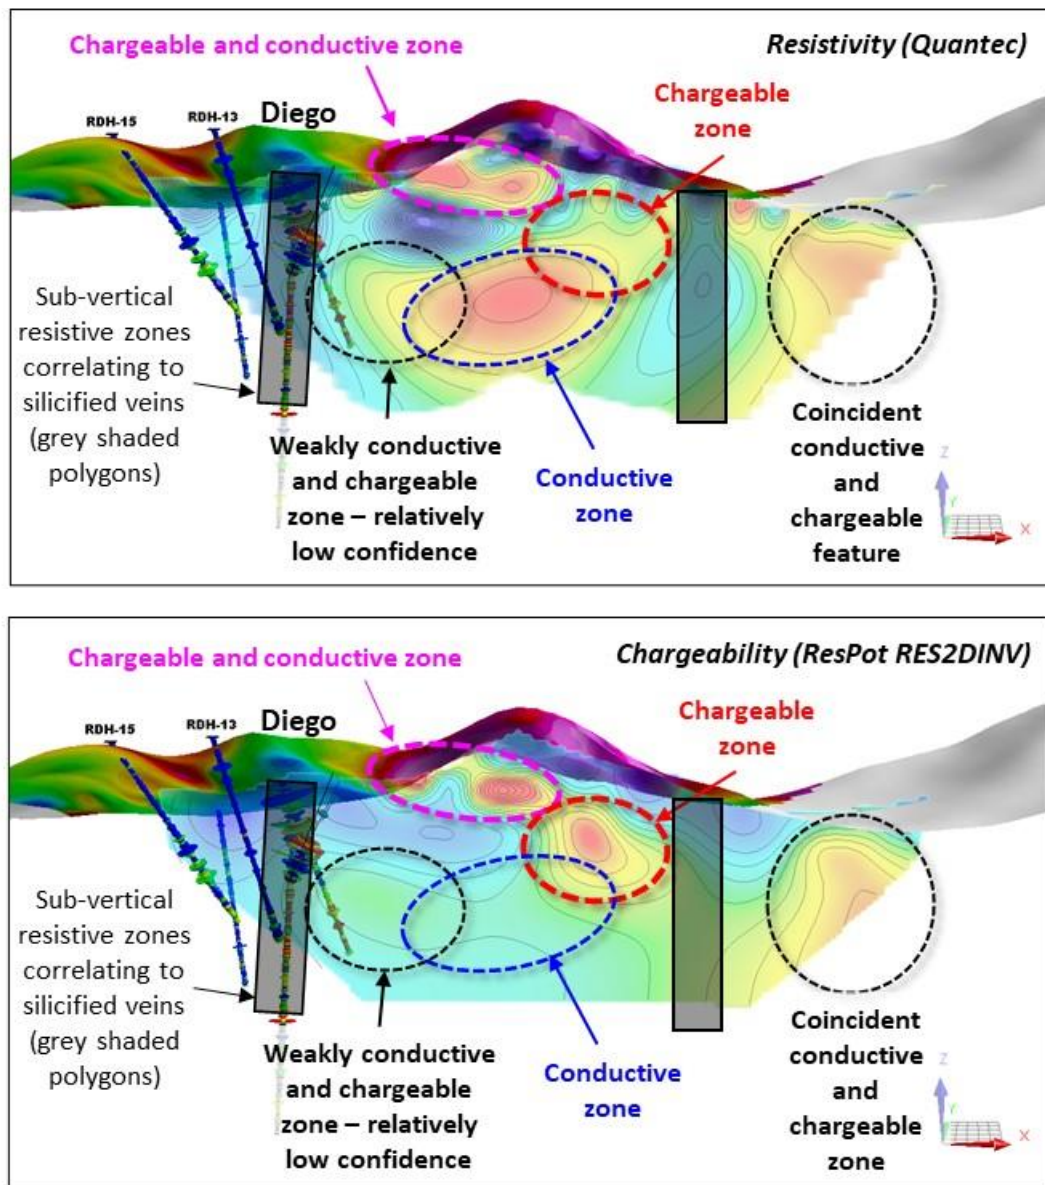 Chargeable and conductive zone
Resistivity (Quantec)
Chargeable
zone
RDH-15
RDH-13
Diego
Sub-vertical
resistive zones
correlating to
silicified veins
(grey shaded
polygons)
Weakly conductive
and chargeable
zone – relatively
low confidence
Conductive
zone
Coincident
conductive
and
chargeable
feature
Z
Y
X
Chargeable and conductive zone
Chargeability (ResPot RES2DINV)
Chargeable
zone
RDH-15
RDH-13
Diego
Sub-vertical
resistive zones
correlating to
silicified veins
(grey shaded
polygons)
Weakly conductive
and chargeable
zone – relatively
low confidence
Conductive
zone
Coincident
conductive
and
chargeable
zone
Z
Y
X